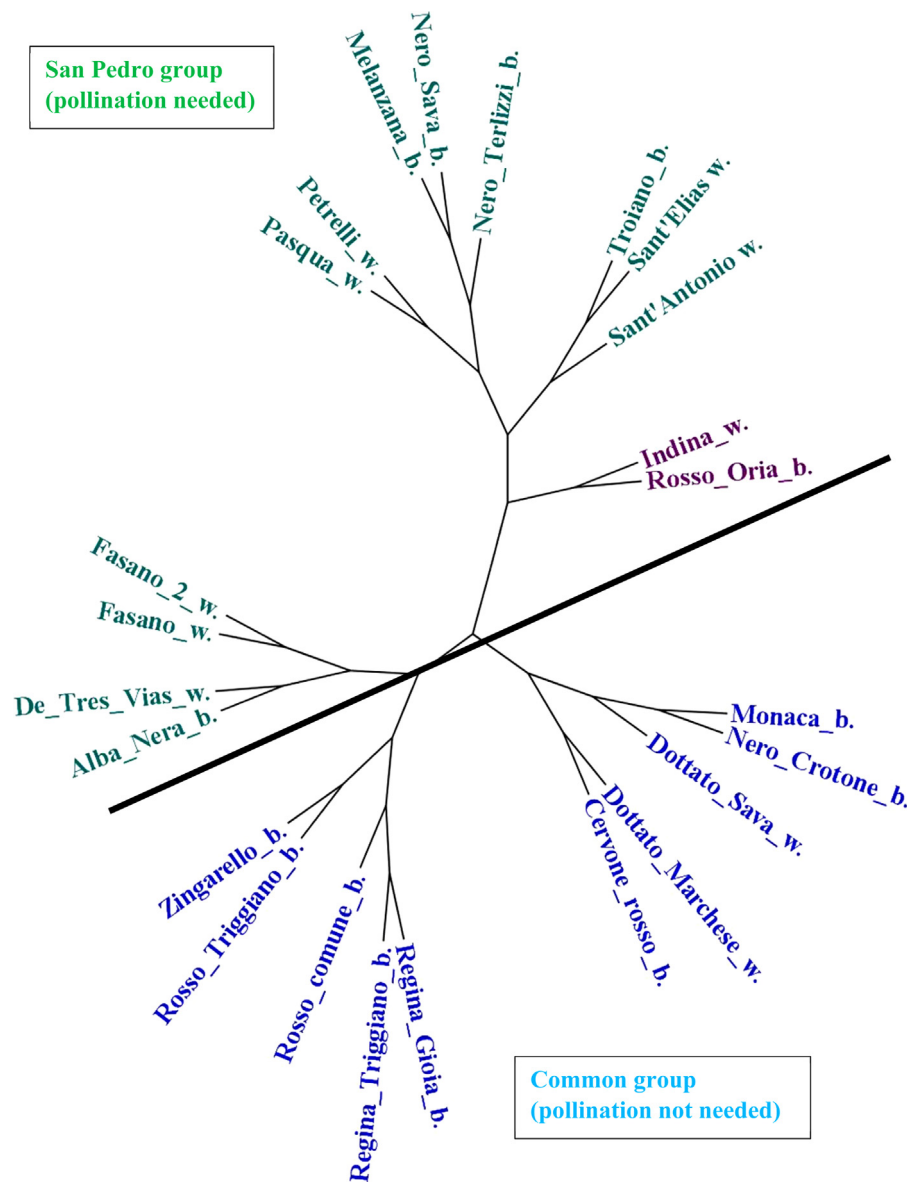 San Pedro group
(pollination needed)
Melanzana_b.
Nero_Sava_b.
Nero_Terlizzi_b.
Petrelli_w.
Pasqua_w.
Troiano_b.
Sant'Elias w.
Sant'Antonio w.
Indina_w.
Rosso_Oria_b.
Fasano_2_w.
Fasano_w.
De_Tres_Vias_w.
Alba_Nera_b.
Monaca_b.
Nero_Crotone_b.
Dottato_Sava_w.
Dottato_Marchese_w.
Cervone_rosso_b.
Zingarello_b.
Rosso_Triggiano_b.
Rosso_comune_b.
Regina_Triggiano_b.
Regina_Gioia_b.
Common group
(pollination not needed)